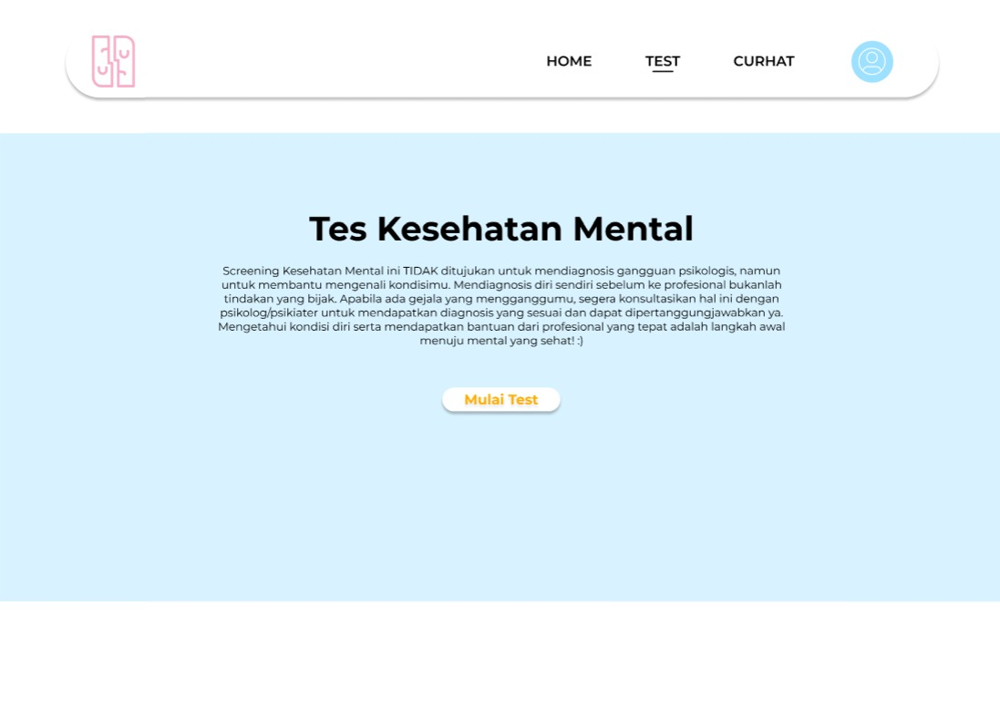 HOME
TEST
CURHAT
Tes Kesehatan Mental
Screening Kesehatan Mental ini TIDAK ditujukan untuk mendiagnosis gangguan psikologis, namun
untuk membantu mengenali kondisimu. Mendiagnosis diri sendiri sebelum ke profesional bukanlah
tindakan yang bijak. Apabila ada gejala yang mengganggumu, segera konsultasikan hal ini dengan
psikolog/psikiater untuk mendapatkan diagnosis yang sesuai dan dapat dipertanggungjawabkan ya.
Mengetahui kondisi diri serta mendapatkan bantuan dari profesional yang tepat adalah langkah awal
menuju mental yang sehat! :)
Mulai Test